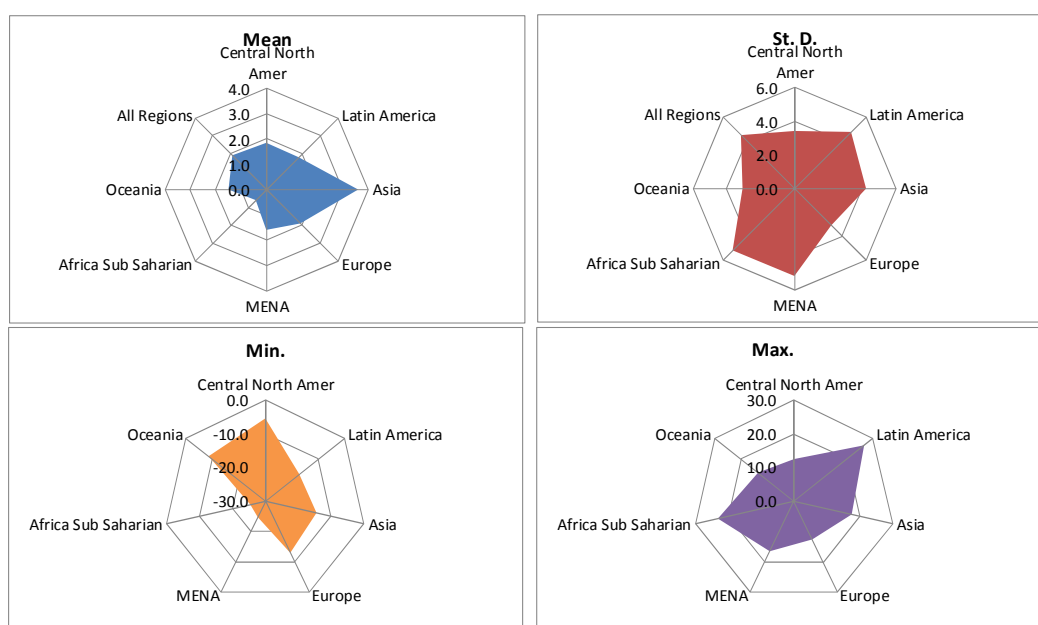 Mean
Central North
Amer
4.0
3.0
2.0
1.0
0.0
All Regions
Latin America
Oceania
Asia
Africa Sub Saharian
Europe
MENA
St. D.
Central North
Amer
6.0
4.0
2.0
0.0
All Regions
Latin America
Oceania
Asia
Africa Sub Saharian
Europe
MENA
Min.
Central North Amer
0.0
-10.0
-20.0
-30.0
Oceania
Latin America
Africa Sub Saharian
Asia
MENA
Europe
Max.
Central North Amer
30.0
20.0
10.0
0.0
Oceania
Latin America
Africa Sub Saharian
Asia
MENA
Europe